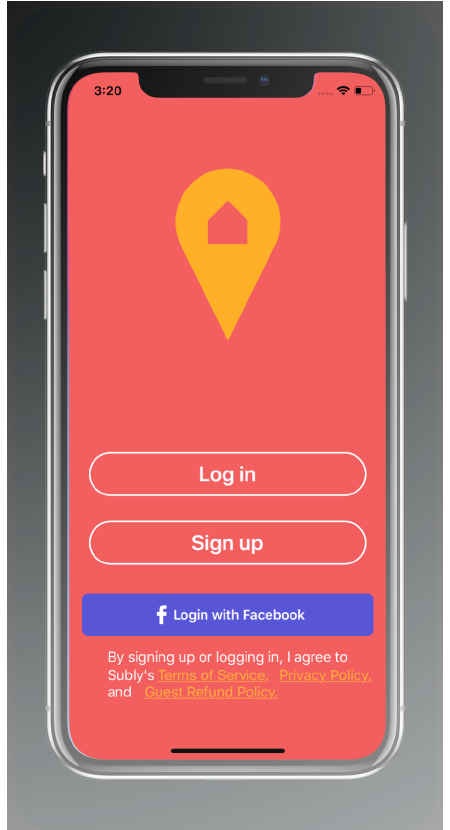 3:20
Log in
Sign up
f Login with Facebook
By signing up or logging in, I agree to
Subly's Terms of Service, Privacy Policy,
and Guest Refund Policy.